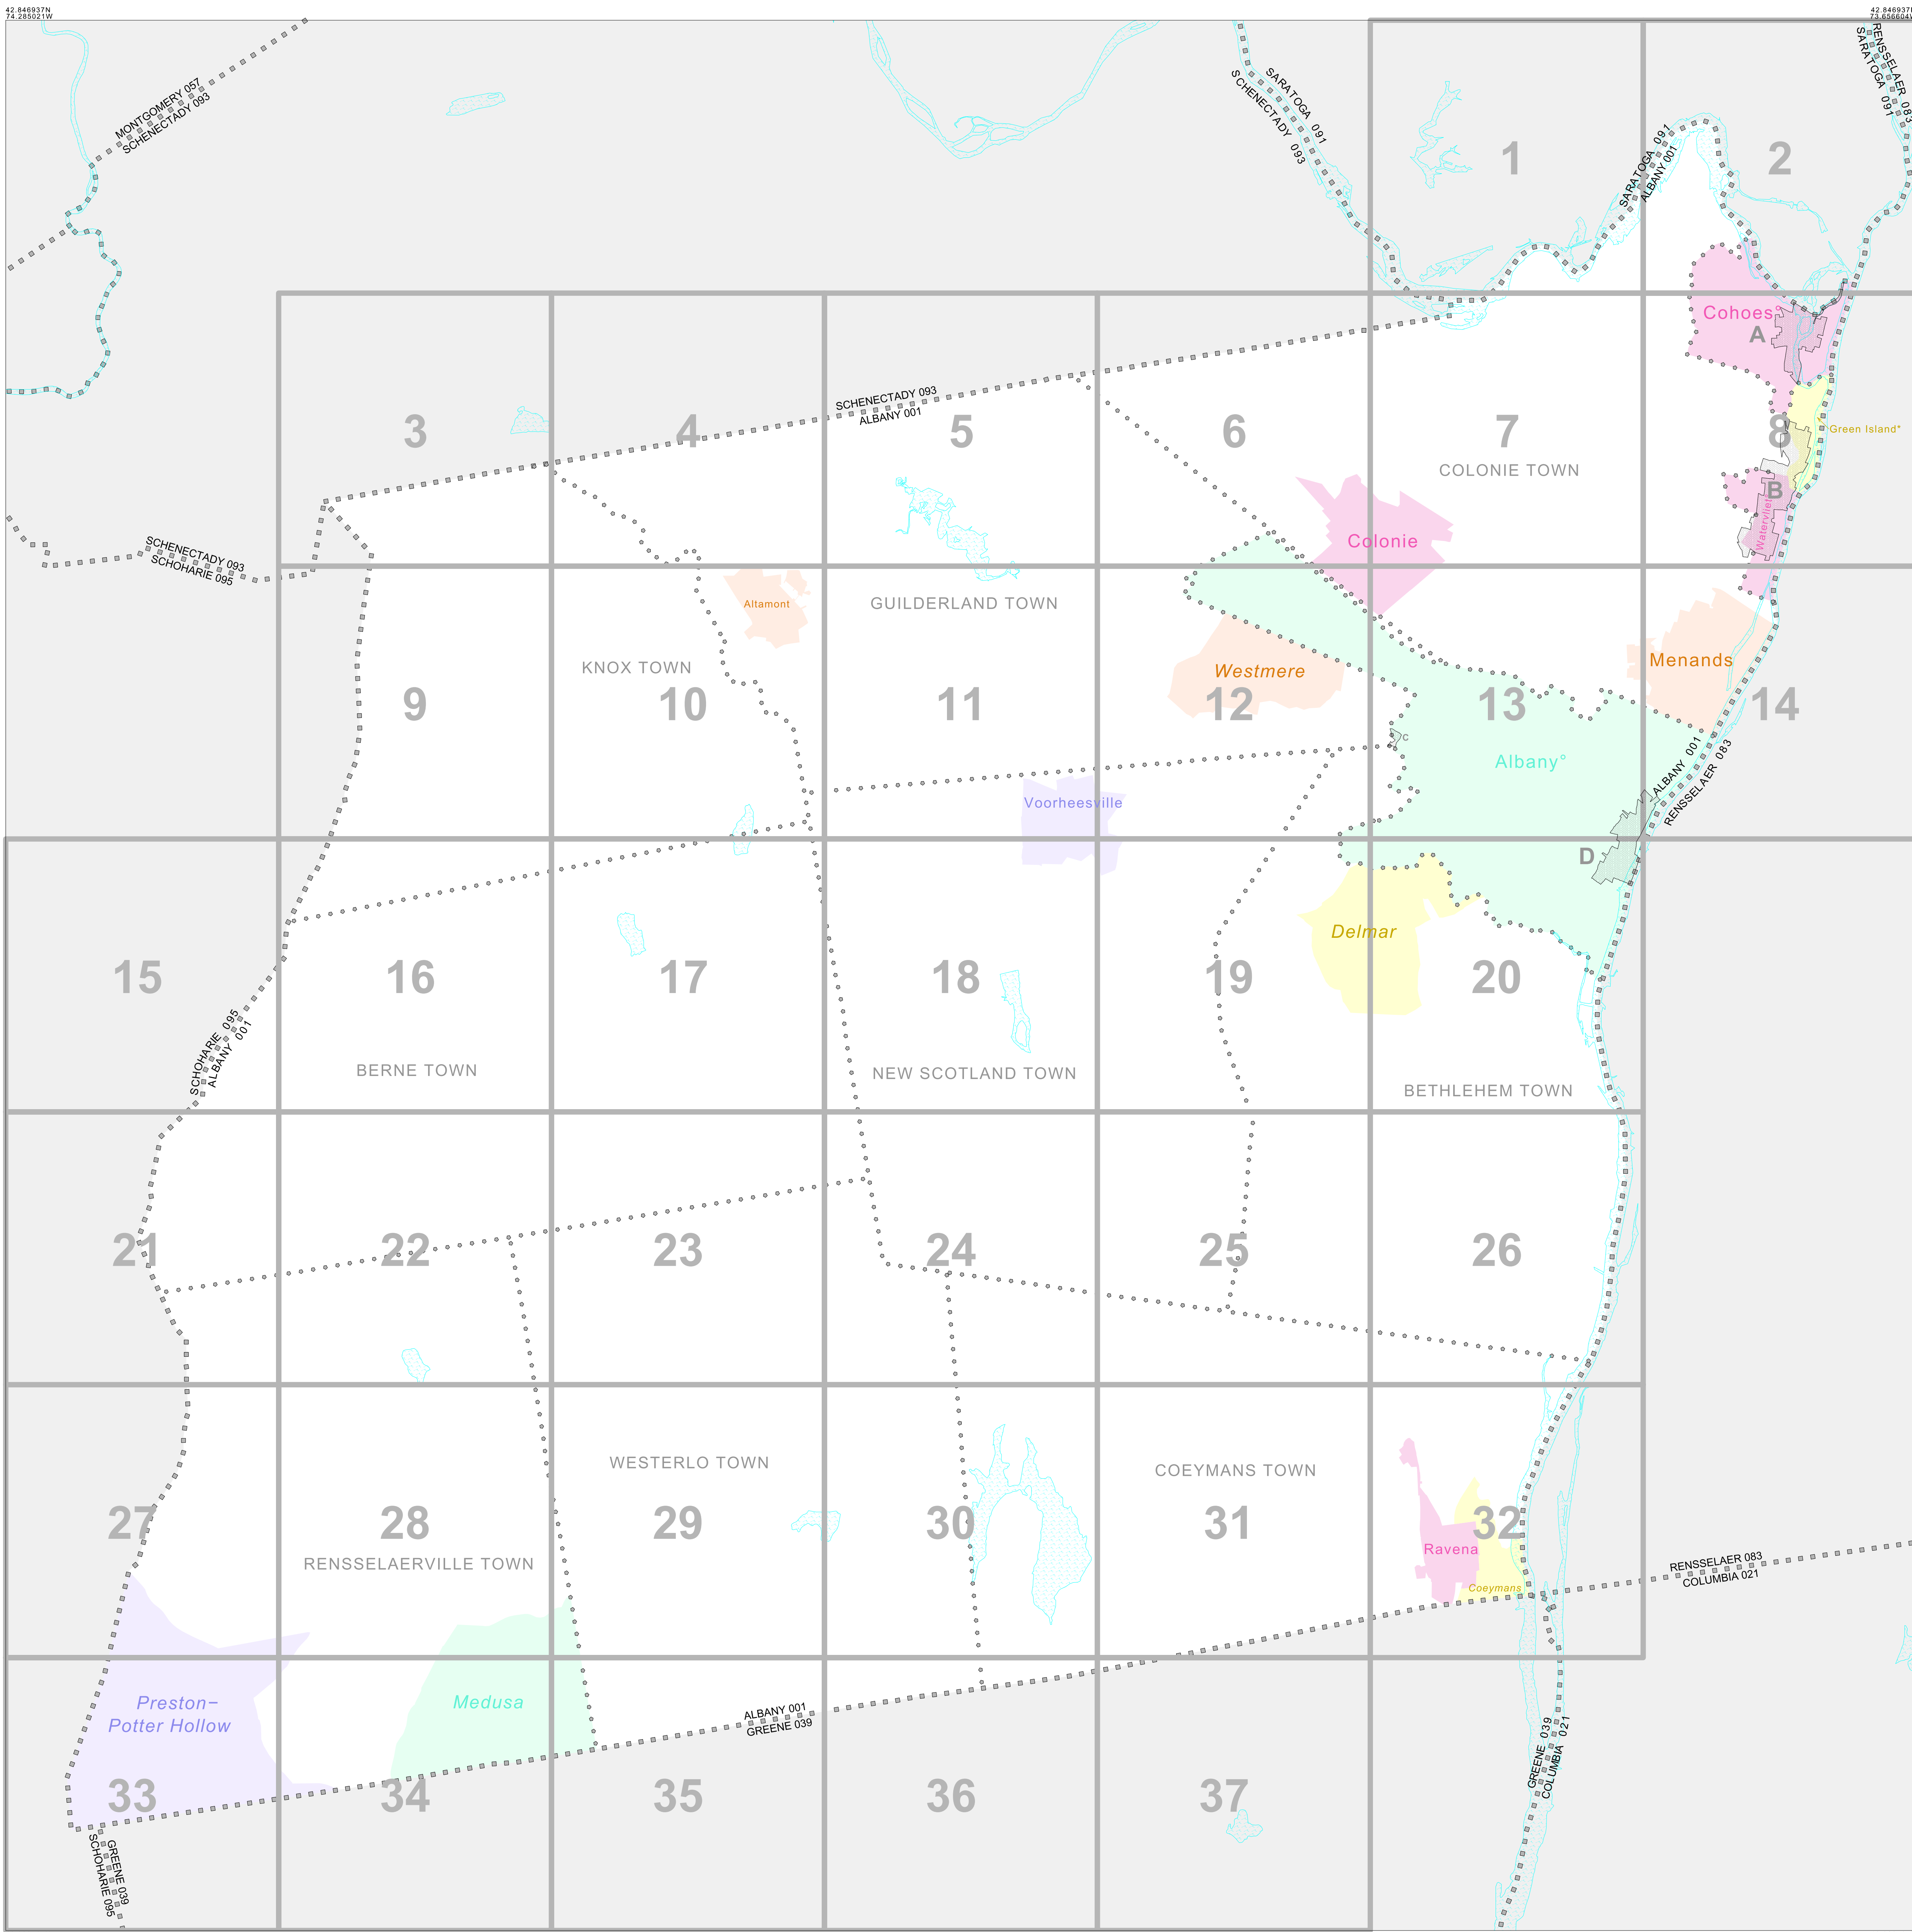 42.846937N
74.285021W
42.846937N
73.656604W
MONTGOMERY 057
SCHENECTADY 093
SARATOGA 091
SCHENECTADY 093
RENSSELAER 083
SARATOGA 091
SARATOGA 091
ALBANY 001
1
2
Cohoes
A
SCHENECTADY 093
ALBANY 001
3
4
5
6
7
8
Green Island°
COLONIE TOWN
B
Watervliet
Colonie
SCHENECTADY 093
SCHOHARIE 095
Altamont
GUILDERLAND TOWN
KNOX TOWN
Westmere
Menands
9
10
11
12
13
14
C
Albany°
ALBANY 001
RENSSELAER 083
Voorheesville
D
Delmar
15
16
17
18
19
20
SCHOHARIE 095
ALBANY 001
BERNE TOWN
NEW SCOTLAND TOWN
BETHLEHEM TOWN
21
22
23
24
25
26
WESTERLO TOWN
COEYMANS TOWN
27
28
29
30
31
32
RENSSELAERVILLE TOWN
Ravena
Coeymans
RENSSELAER 083
COLUMBIA 021
Preston–
Potter Hollow
Medusa
ALBANY 001
GREENE 039
GREENE 039
COLUMBIA 021
33
34
35
36
37
GREENE 039
SCHOHARIE 095